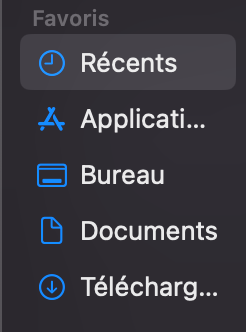 Favoris
Récents
Applicati...
Bureau
Documents
Télécharg...